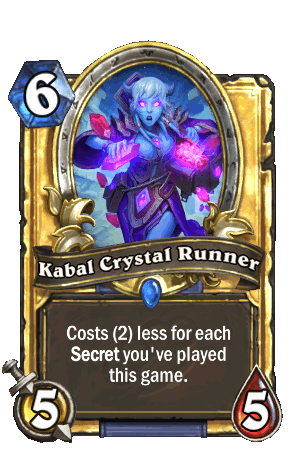 6
Kabal Crystal Runner
Costs (2) less for each
Secret you've played
this game.
5
5